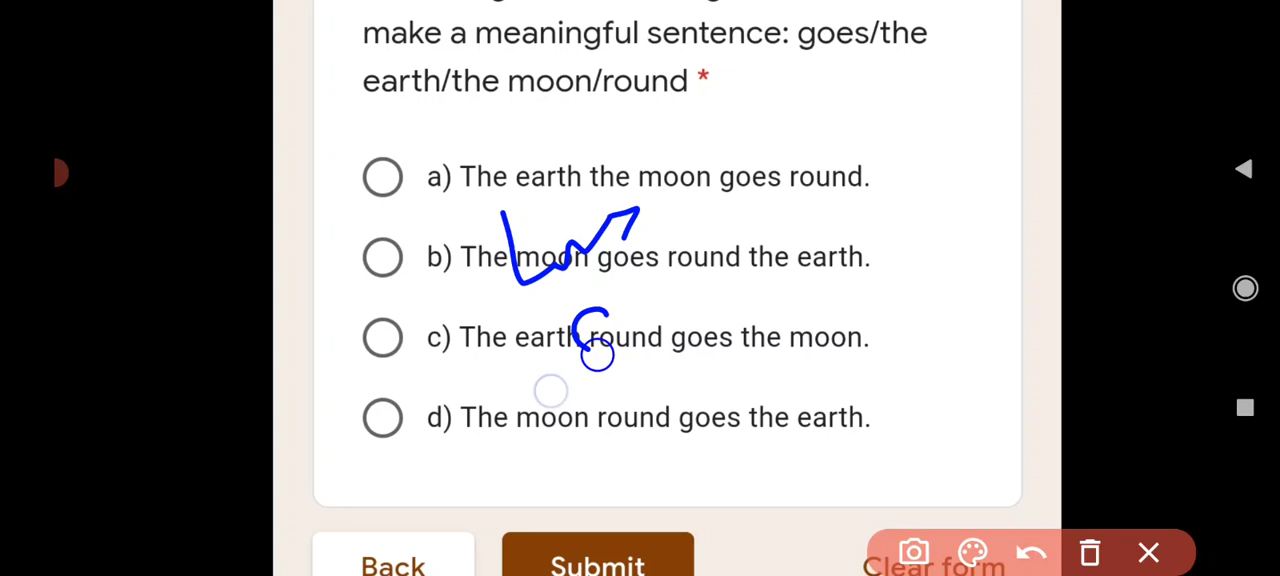 make a meaningful sentence: goes/the
earth/the moon/round *
a) The earth the moon goes round.
b) The moon goes round the earth.
c) The earth round goes the moon.
d) The moon round goes the earth.
Back
Submit
Clear form